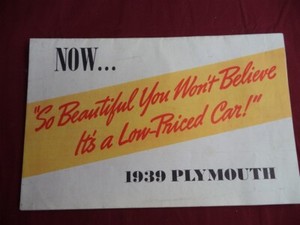 NOW...
"So Beautiful You Won't Believe
It's a Low-Priced Car!"
1939 PLYMOUTH